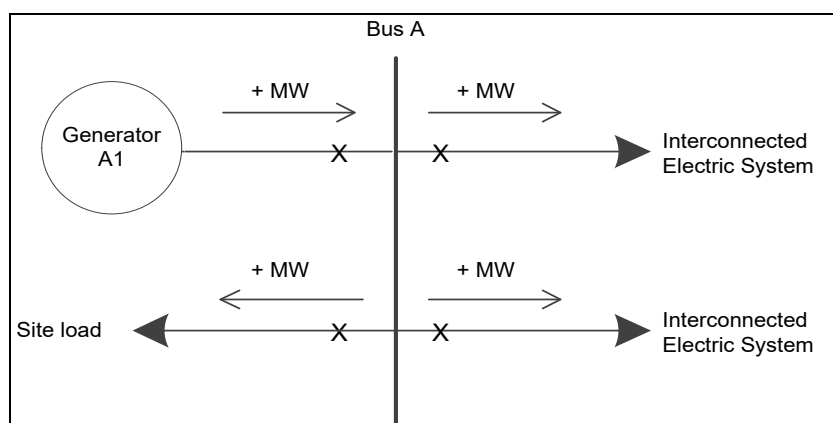 Bus A
+ MW
+ MW
Generator
A1
X
X
Interconnected
Electric System
+ MW
+ MW
Site load
X
X
Interconnected
Electric System